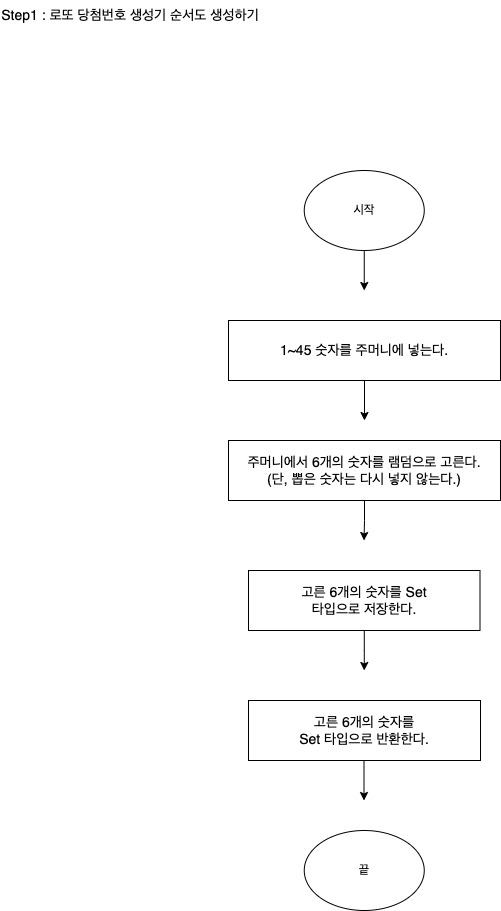 Step1 : 로또 당첨번호 생성기 순서도 생성하기
시작
1~45 숫자를 주머니에 넣는다.
주머니에서 6개의 숫자를 램덤으로 고른다.
(단, 뽑은 숫자는 다시 넣지 않는다.)
고른 6개의 숫자를 Set
타입으로 저장한다.
고른 6개의 숫자를
Set 타입으로 반환한다.
끝